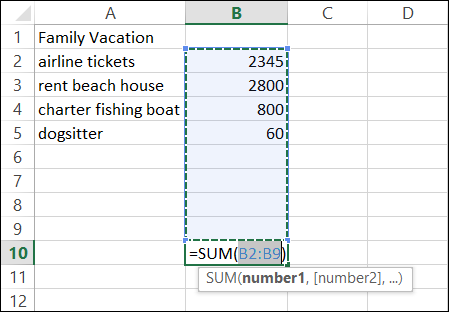 A B C D
1 Family Vacation
2 airline tickets 2345
3 rent beach house 2800
4 charter fishing boat 800
5 dogsitter 60
6
7
8
9
10 =SUM(B2:B9)
11 SUM(number1, [number2], ...)
12